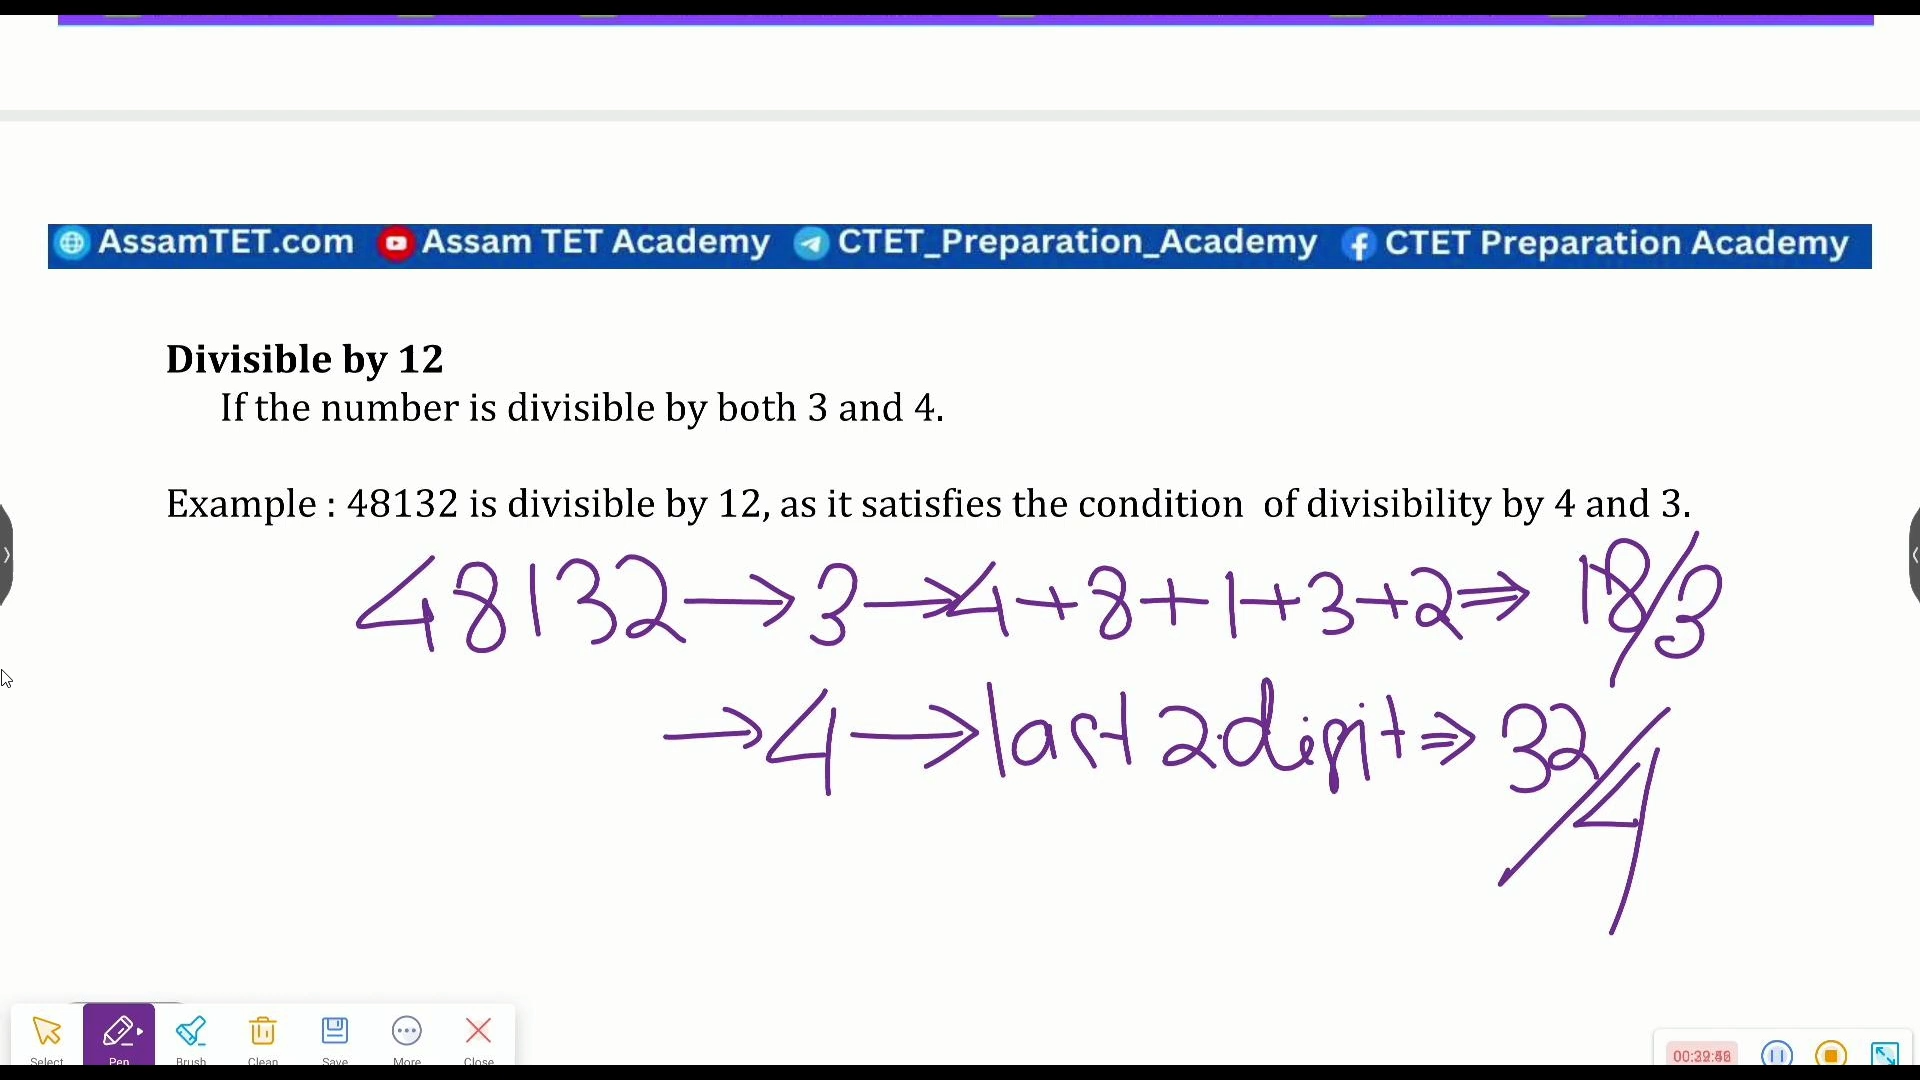 AssamTET.com Assam TET Academy CTET_Preparation_Academy CTET Preparation Academy
Divisible by 12
If the number is divisible by both 3 and 4.
Example : 48132 is divisible by 12, as it satisfies the condition of divisibility by 4 and 3.
48132 → 3 → 4+8+1+3+2 ⇒ 18/3
→ 4 → last 2 digit ⇒ 32/4
Select Pen Brush Clean Save More Close